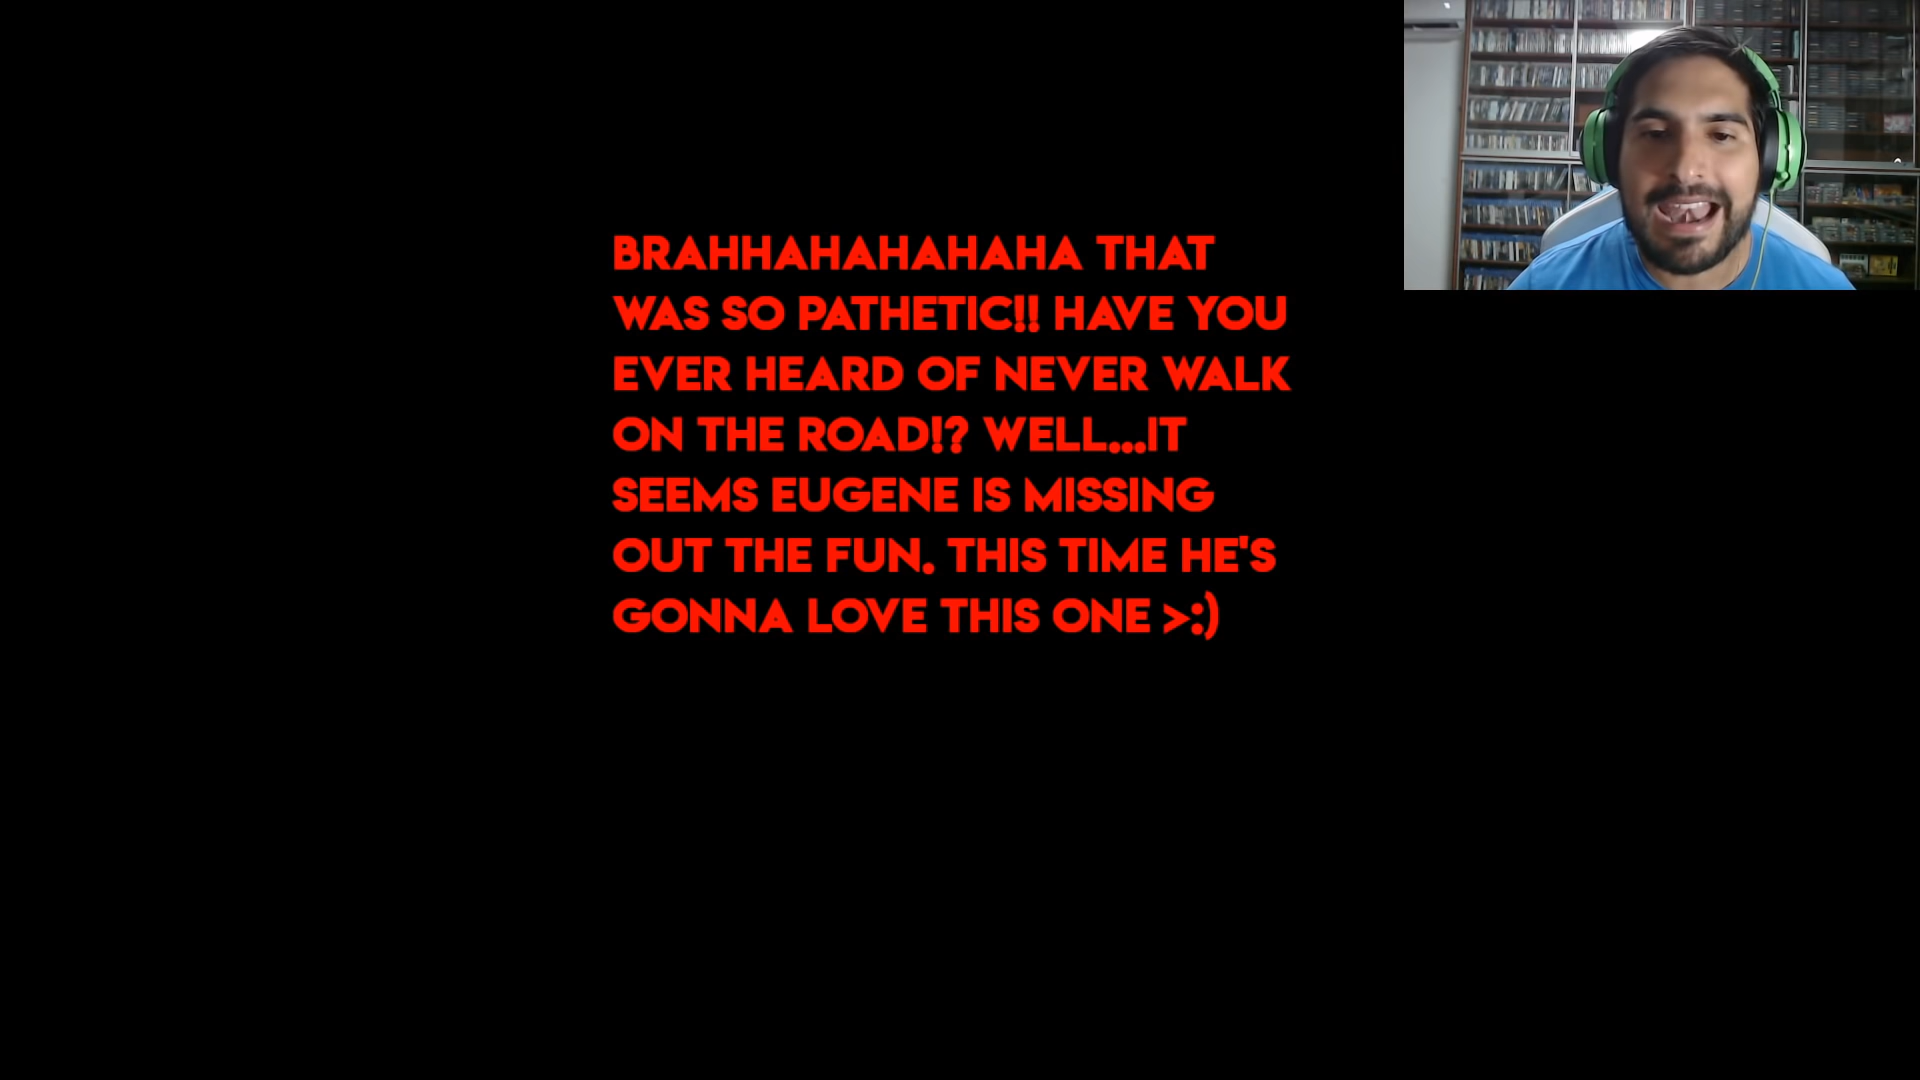 BRAHHAHAHAHAHA THAT
WAS SO PATHETIC!! HAVE YOU
EVER HEARD OF NEVER WALK
ON THE ROAD!? WELL...IT
SEEMS EUGENE IS MISSING
OUT THE FUN. THIS TIME HE'S
GONNA LOVE THIS ONE >:)